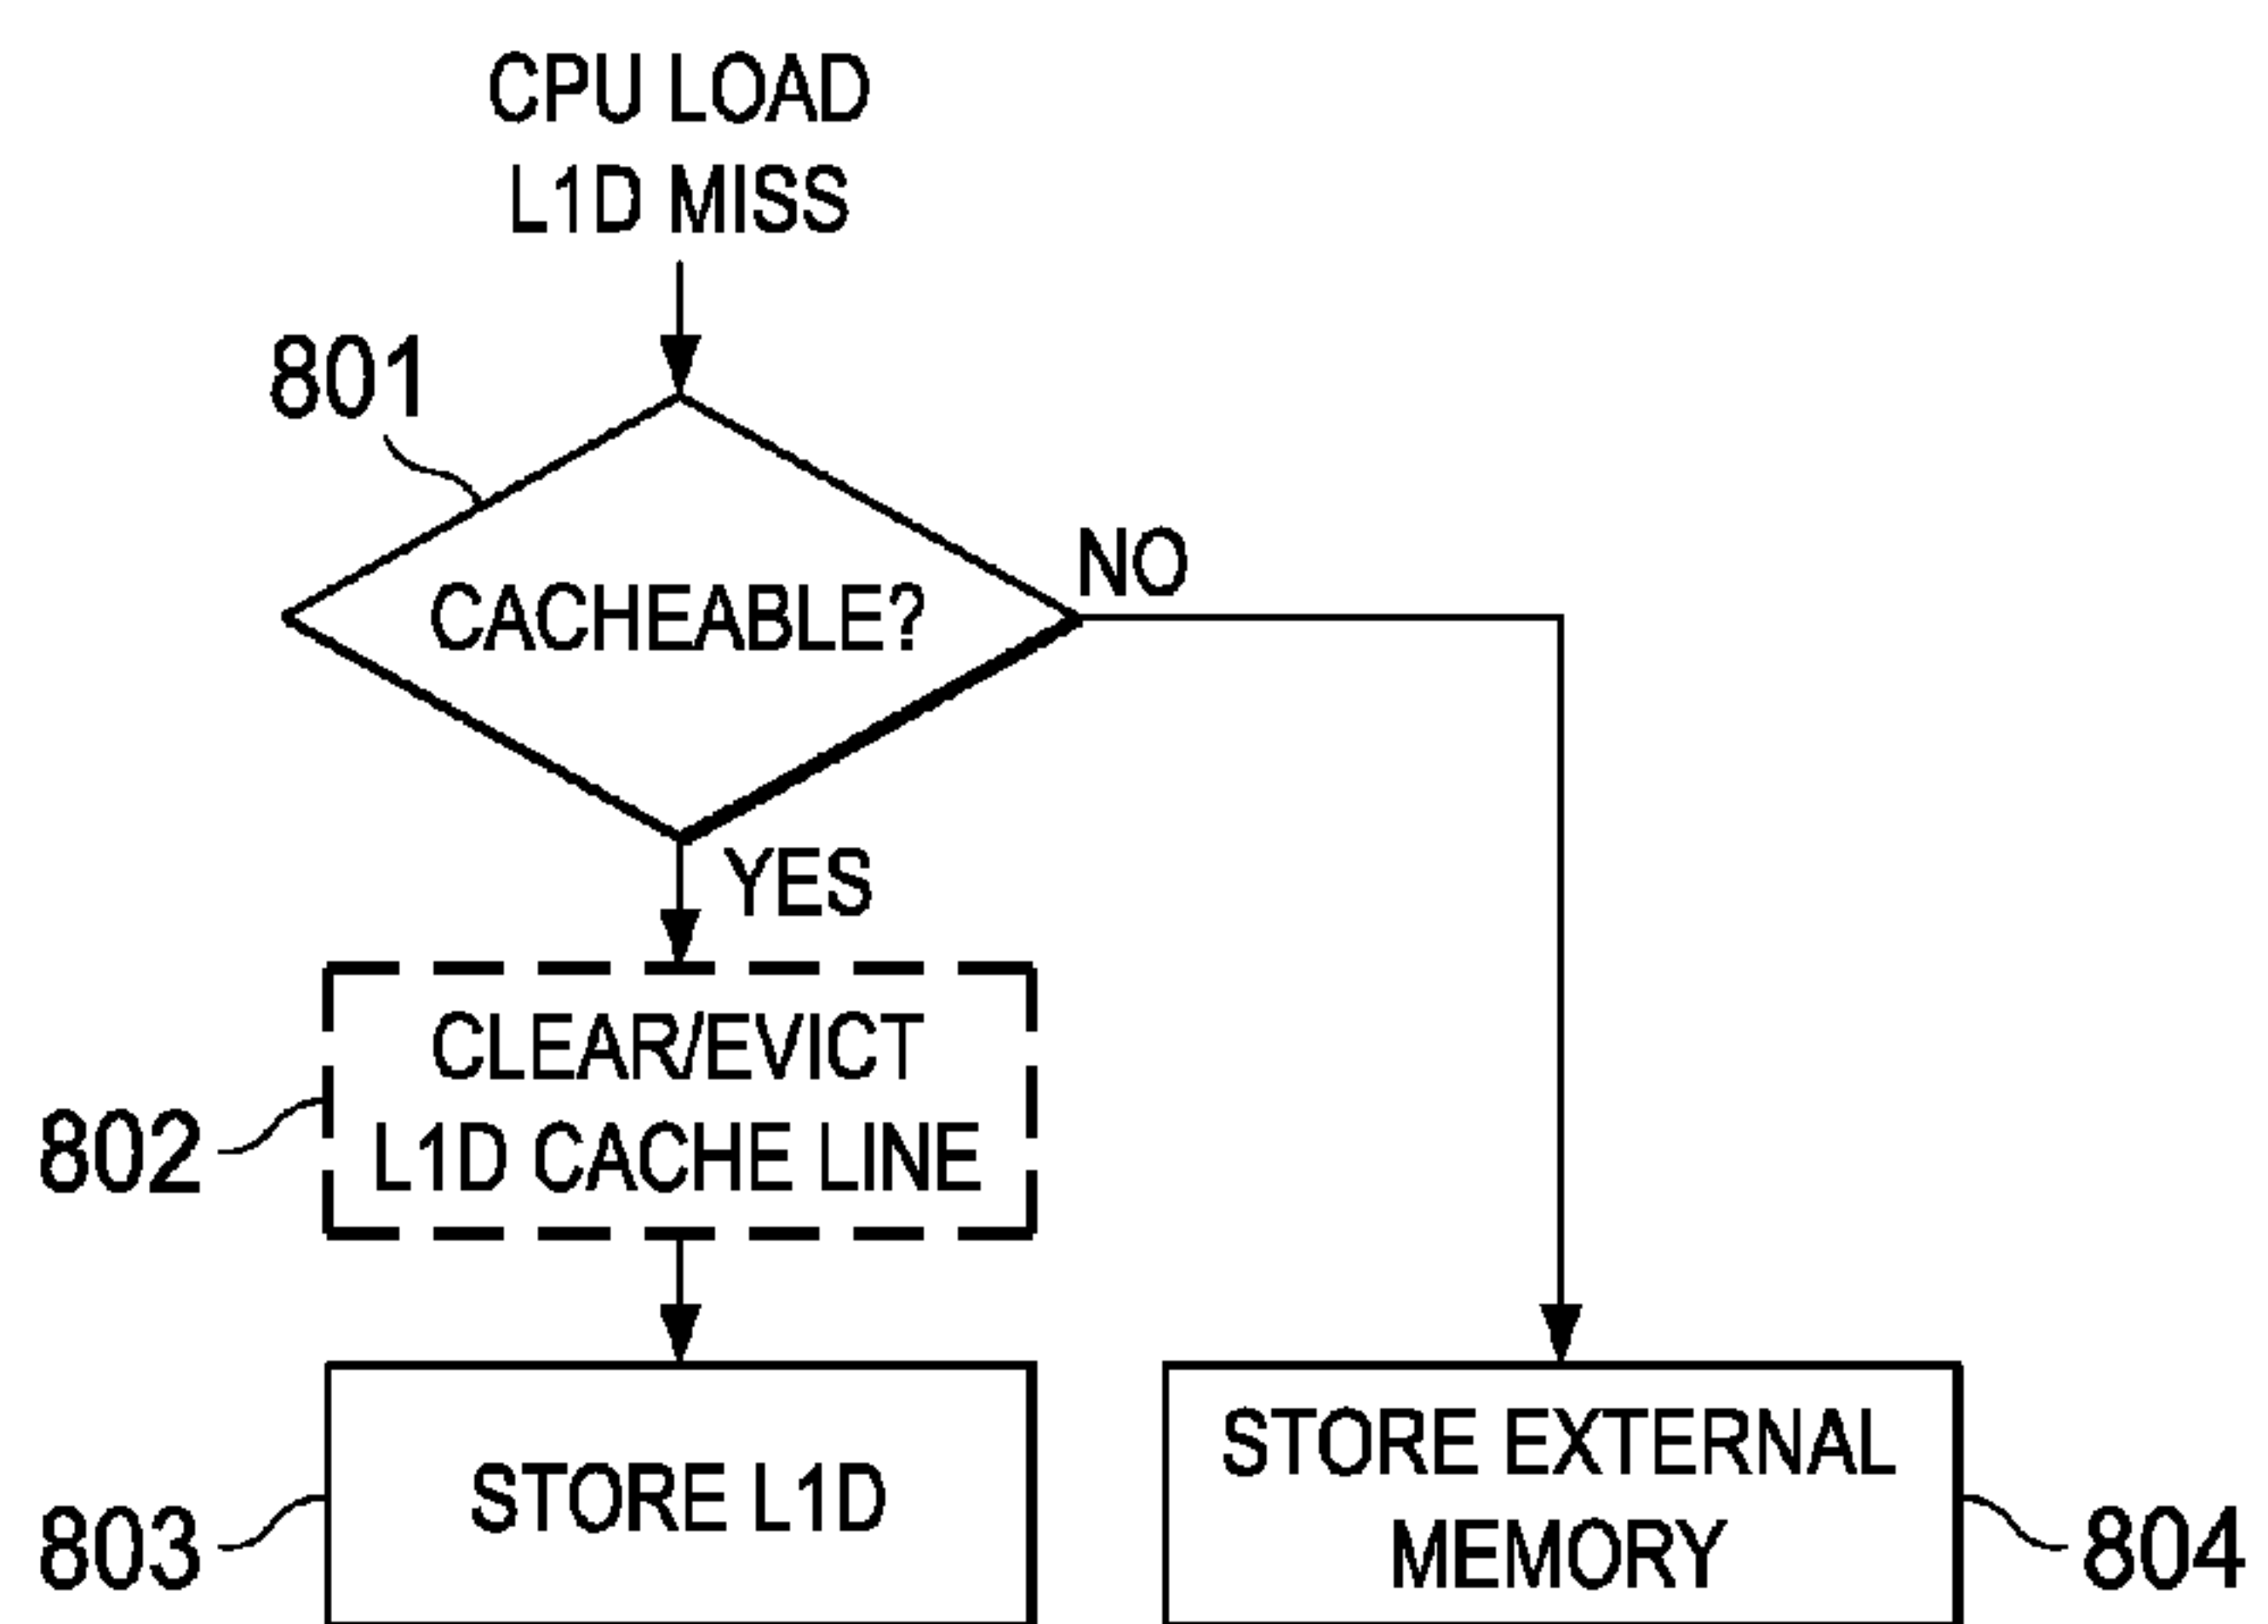 CPU LOAD
L1D MISS
801
CACHEABLE?
NO
YES
CLEAR/EVICT
L1D CACHE LINE
802
STORE L1D
803
STORE EXTERNAL
MEMORY
804